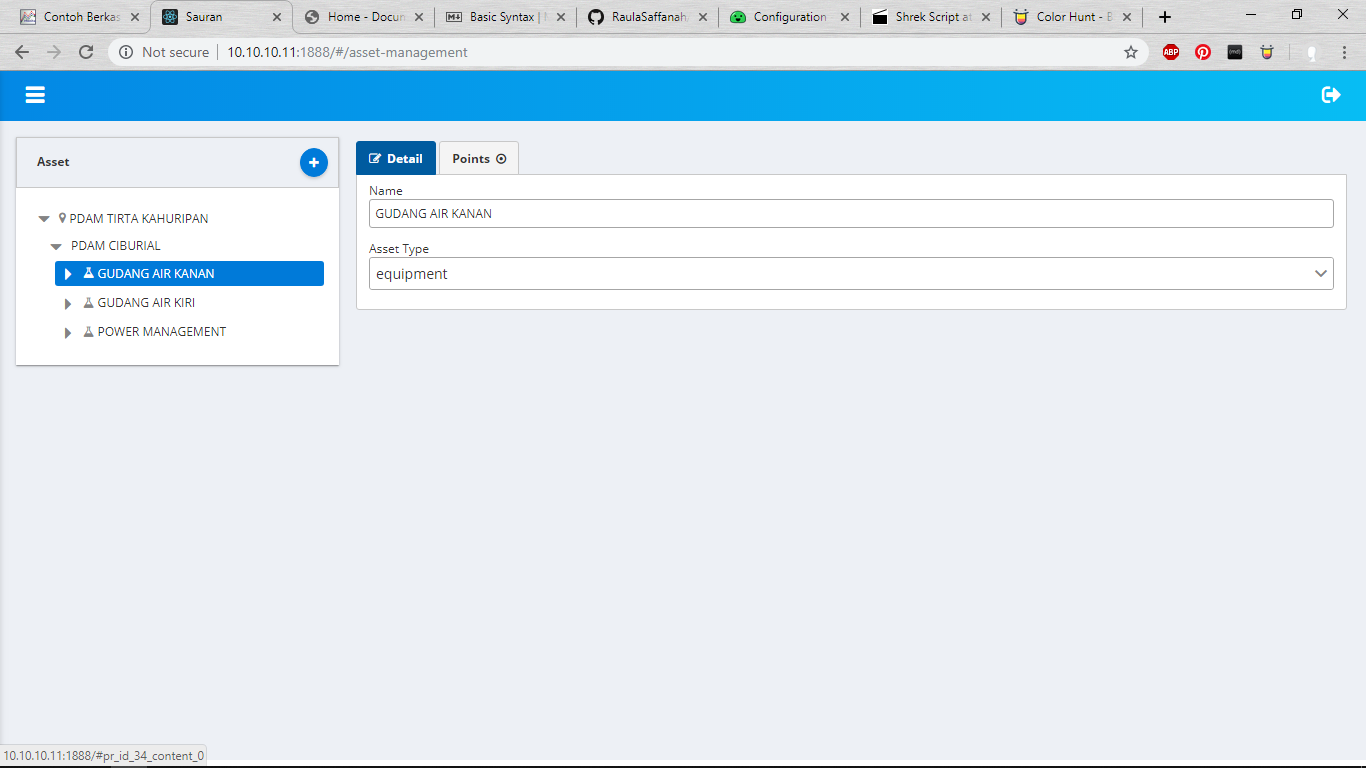 Contoh Berkas
Sauran
Home - Docun
Basic Syntax |
RaulaSaffanah
Configuration
Shrek Script at
Color Hunt - B
Not secure
10.10.10.11:1888/#/asset-management
ABP
Asset
Detail
Points
PDAM TIRTA KAHURIPAN
PDAM CIBURIAL
GUDANG AIR KANAN
GUDANG AIR KIRI
POWER MANAGEMENT
Name
GUDANG AIR KANAN
Asset Type
equipment
10.10.10.11:1888/#pr_id_34_content_0